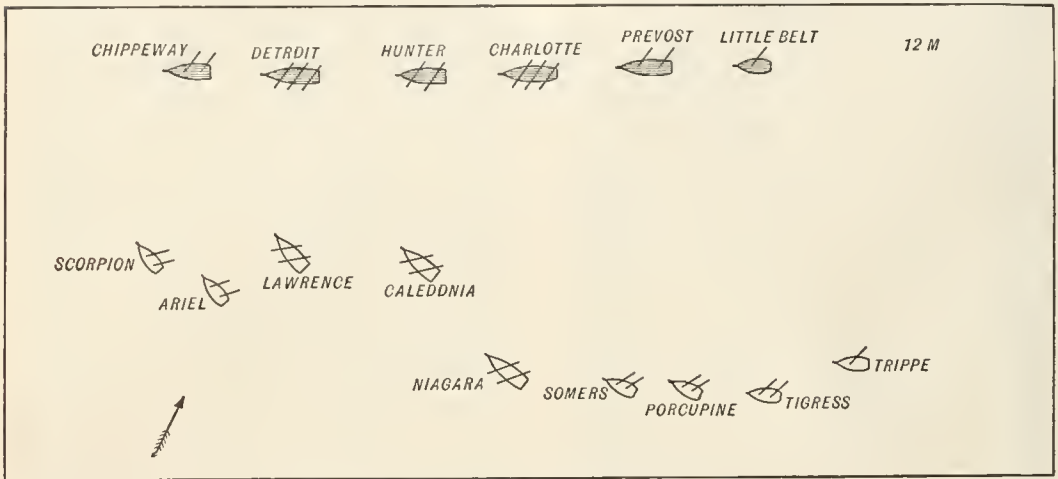 CHIPPEWAY
DETROIT
HUNTER
CHARLOTTE
PREVOST
LITTLE BELT
12 M
SCORPION
ARIEL
LAWRENCE
CALEDONIA
NIAGARA
SOMERS
PORCUPINE
TIGRESS
TRIPPE